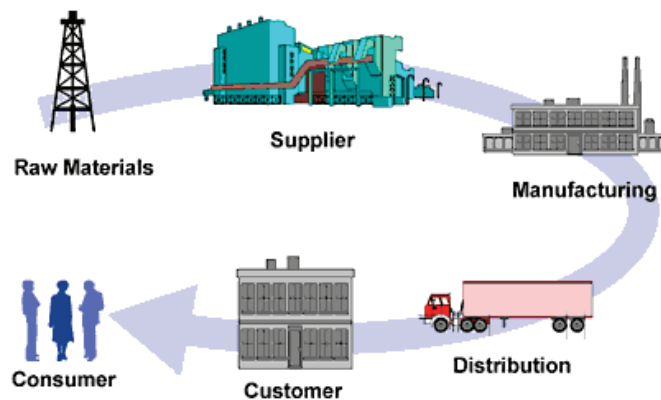 Raw Materials
Supplier
Manufacturing
Distribution
Customer
Consumer